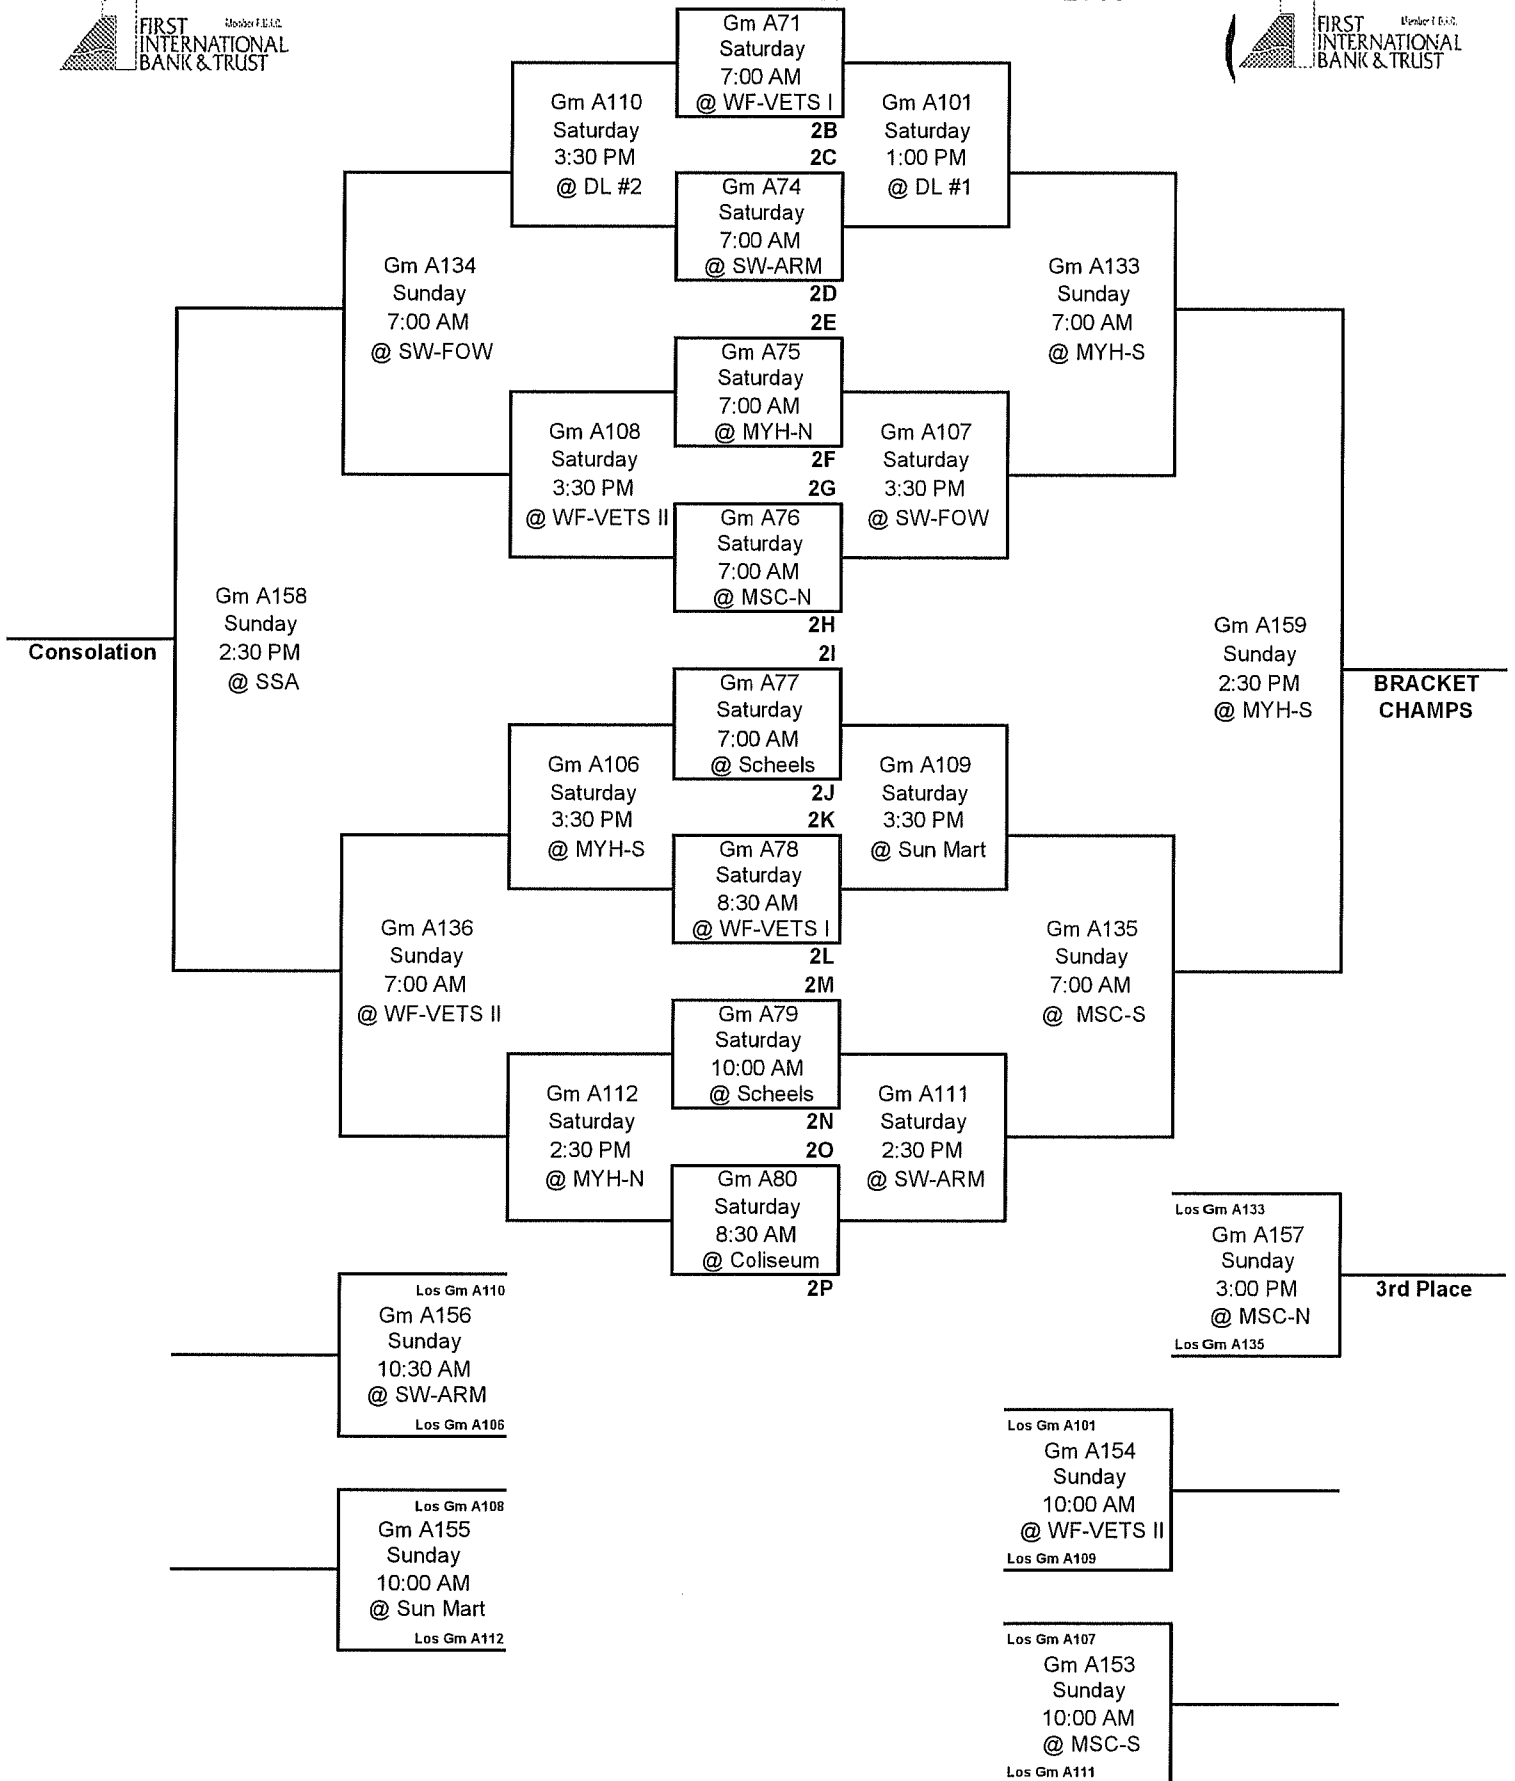 FIRST
INTERNATIONAL
BANK & TRUST
Member F.D.I.C.
FIRST
INTERNATIONAL
BANK & TRUST
Gm A71
Saturday
7:00 AM
@ WF-VETS I
Gm A110
Saturday
3:30 PM
@ DL #2
2B
2C
Gm A101
Saturday
1:00 PM
@ DL #1
Gm A74
Saturday
7:00 AM
@ SW-ARM
Gm A134
Sunday
7:00 AM
@ SW-FOW
2D
2E
Gm A133
Sunday
7:00 AM
@ MYH-S
Gm A75
Saturday
7:00 AM
@ MYH-N
Gm A108
Saturday
3:30 PM
@ WF-VETS II
2F
2G
Gm A107
Saturday
3:30 PM
@ SW-FOW
Gm A76
Saturday
7:00 AM
@ MSC-N
Consolation
Gm A158
Sunday
2:30 PM
@ SSA
2H
2I
Gm A159
Sunday
2:30 PM
@ MYH-S
BRACKET
CHAMPS
Gm A77
Saturday
7:00 AM
@ Scheels
Gm A106
Saturday
3:30 PM
@ MYH-S
2J
2K
Gm A109
Saturday
3:30 PM
@ Sun Mart
Gm A78
Saturday
8:30 AM
@ WF-VETS I
Gm A136
Sunday
7:00 AM
@ WF-VETS II
2L
2M
Gm A135
Sunday
7:00 AM
@ MSC-S
Gm A79
Saturday
10:00 AM
@ Scheels
Gm A112
Saturday
2:30 PM
@ MYH-N
2N
2O
Gm A111
Saturday
2:30 PM
@ SW-ARM
Gm A80
Saturday
8:30 AM
@ Coliseum
2P
Los Gm A133
Gm A157
Sunday
3:00 PM
@ MSC-N
Los Gm A135
3rd Place
Los Gm A110
Gm A156
Sunday
10:30 AM
@ SW-ARM
Los Gm A106
Los Gm A101
Gm A154
Sunday
10:00 AM
@ WF-VETS II
Los Gm A109
Los Gm A108
Gm A155
Sunday
10:00 AM
@ Sun Mart
Los Gm A112
Los Gm A107
Gm A153
Sunday
10:00 AM
@ MSC-S
Los Gm A111